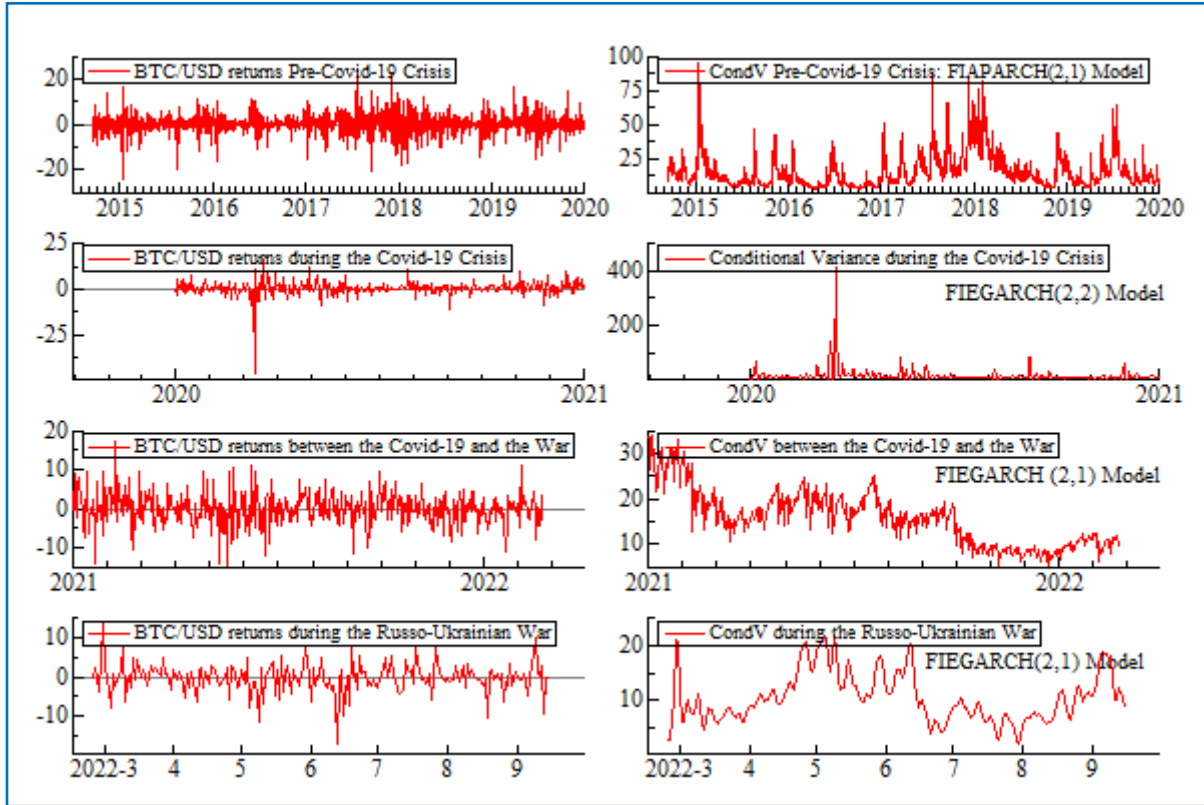 BTC/USD returns Pre-Covid-19 Crisis
20
0
-20
2015 2016 2017 2018 2019 2020
CondV Pre-Covid-19 Crisis: FIAPARCH(2,1) Model
100
75
50
25
2015 2016 2017 2018 2019 2020
BTC/USD returns during the Covid-19 Crisis
25
0
-25
2020 2021
Conditional Variance during the Covid-19 Crisis
FIEGARCH(2,2) Model
400
200
2020 2021
BTC/USD returns between the Covid-19 and the War
20
10
0
-10
2021 2022
CondV between the Covid-19 and the War
FIEGARCH (2,1) Model
30
20
10
2021 2022
BTC/USD returns during the Russo-Ukrainian War
10
0
-10
2022-3 4 5 6 7 8 9
CondV during the Russo-Ukrainian War
FIEGARCH(2,1) Model
20
10
2022-3 4 5 6 7 8 9